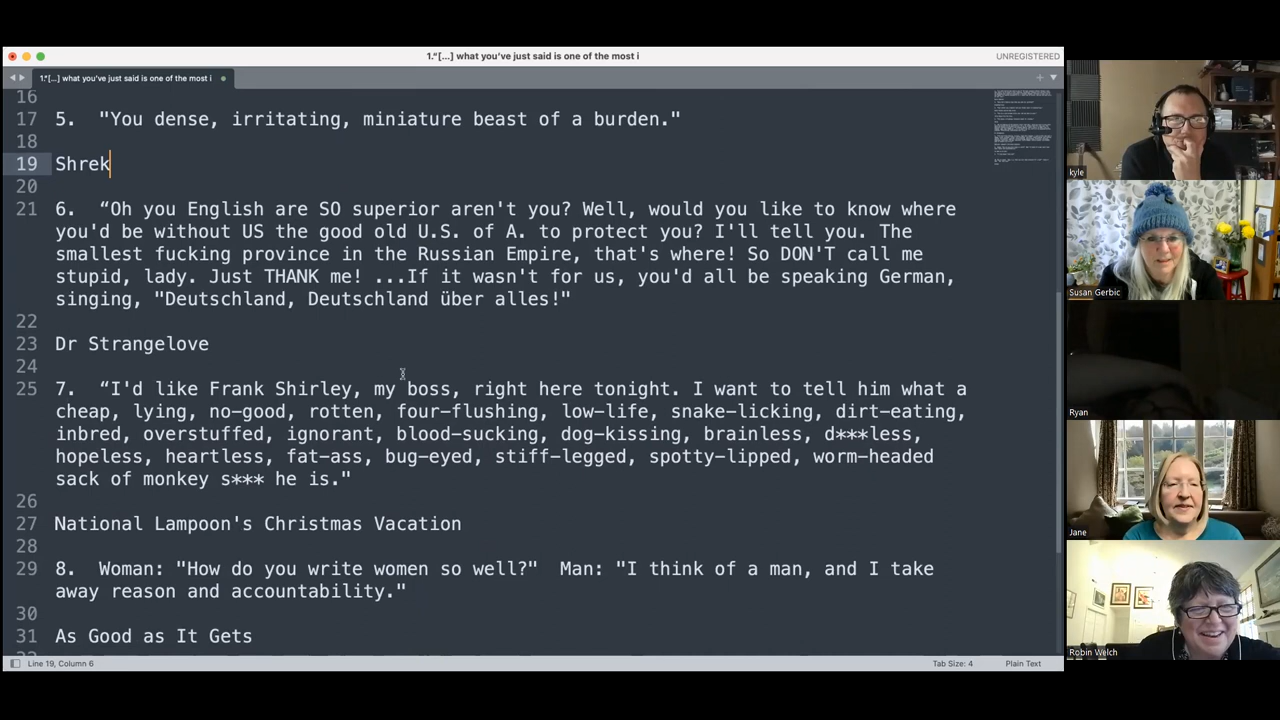 1."[...] what you've just said is one of the most i
UNREGISTERED
1."[...] what you've just said is one of the most i
16
17 5.  "You dense, irritating, miniature beast of a burden."
18
19 Shrek
20
21 6.  “Oh you English are SO superior aren't you? Well, would you like to know where
you'd be without US the good old U.S. of A. to protect you? I'll tell you. The
smallest fucking province in the Russian Empire, that's where! So DON'T call me
stupid, lady. Just THANK me! ...If it wasn't for us, you'd all be speaking German,
singing, "Deutschland, Deutschland über alles!"
22
23 Dr Strangelove
24
25 7.  “I'd like Frank Shirley, my boss, right here tonight. I want to tell him what a
cheap, lying, no-good, rotten, four-flushing, low-life, snake-licking, dirt-eating,
inbred, overstuffed, ignorant, blood-sucking, dog-kissing, brainless, d***less,
hopeless, heartless, fat-ass, bug-eyed, stiff-legged, spotty-lipped, worm-headed
sack of monkey s*** he is."
26
27 National Lampoon's Christmas Vacation
28
29 8.  Woman: "How do you write women so well?"  Man: "I think of a man, and I take
away reason and accountability."
30
31 As Good as It Gets
Line 19, Column 6
Tab Size: 4
Plain Text
kyle
Susan Gerbic
Ryan
Jane
Robin Welch